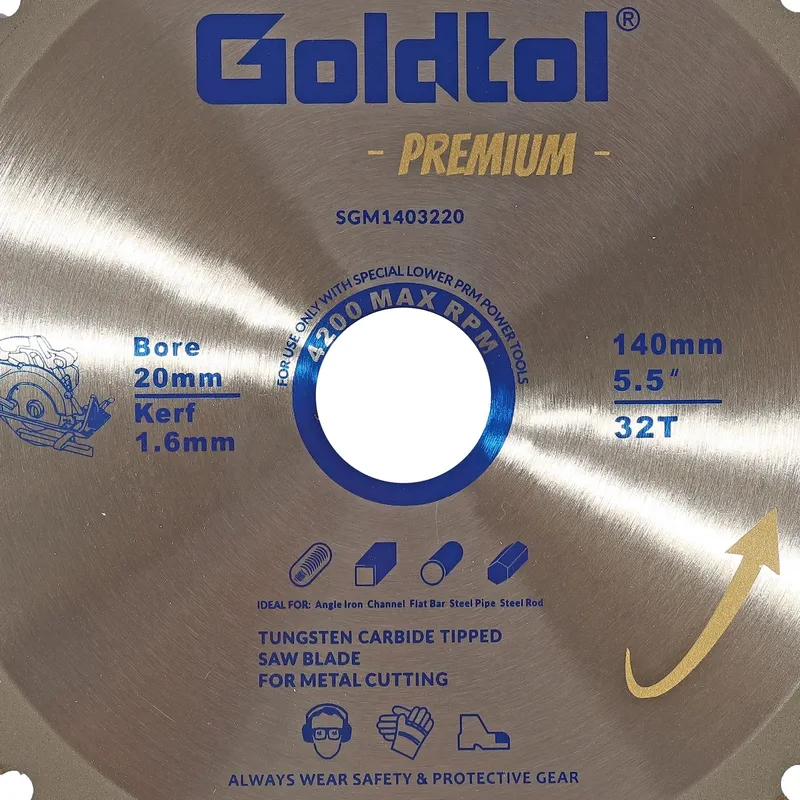 Goldtol®
- PREMIUM -
SGM1403220
FOR USE ONLY WITH SPECIAL LOWER PRM POWER TOOLS
4200 MAX RPM
Bore
20mm
Kerf
1.6mm
140mm
5.5"
32T
IDEAL FOR: Angle Iron Channel Flat Bar Steel Pipe Steel Rod
TUNGSTEN CARBIDE TIPPED
SAW BLADE
FOR METAL CUTTING
ALWAYS WEAR SAFETY & PROTECTIVE GEAR